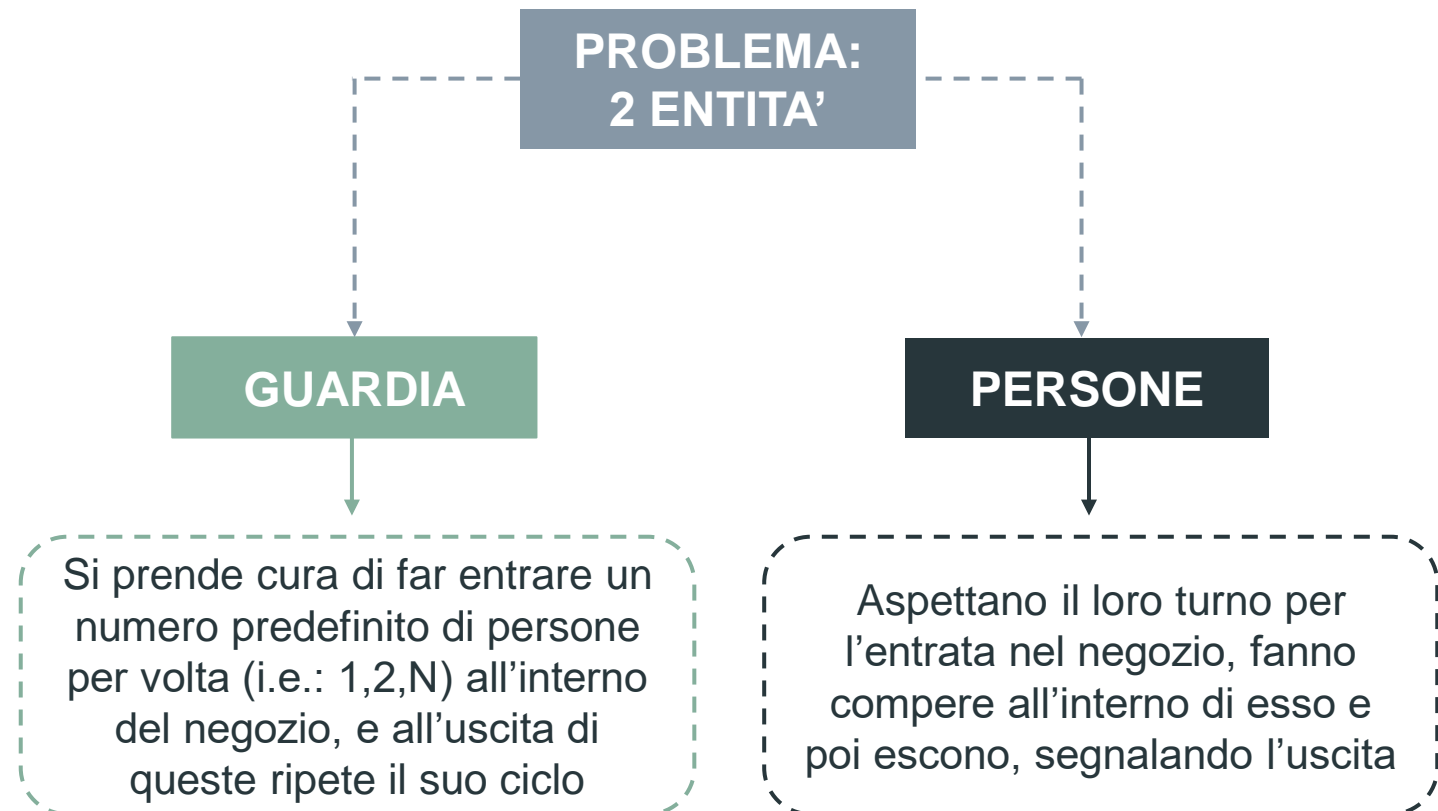 PROBLEMA:
2 ENTITA’
GUARDIA
PERSONE
Si prende cura di far entrare un
numero predefinito di persone
per volta (i.e.: 1,2,N) all’interno
del negozio, e all’uscita di
queste ripete il suo ciclo
Aspettano il loro turno per
l’entrata nel negozio, fanno
compere all’interno di esso e
poi escono, segnalando l’uscita